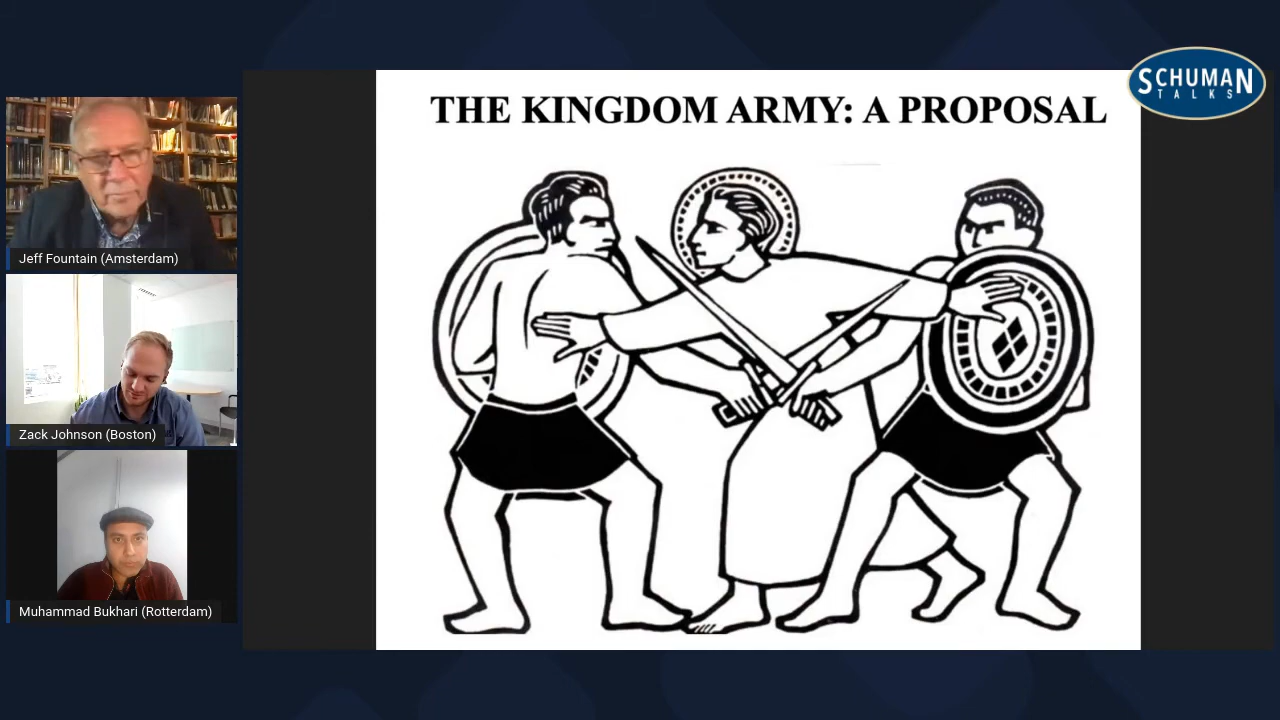 SCHUMAN
TALKS
THE KINGDOM ARMY: A PROPOSAL
Jeff Fountain (Amsterdam)
Zack Johnson (Boston)
Muhammad Bukhari (Rotterdam)